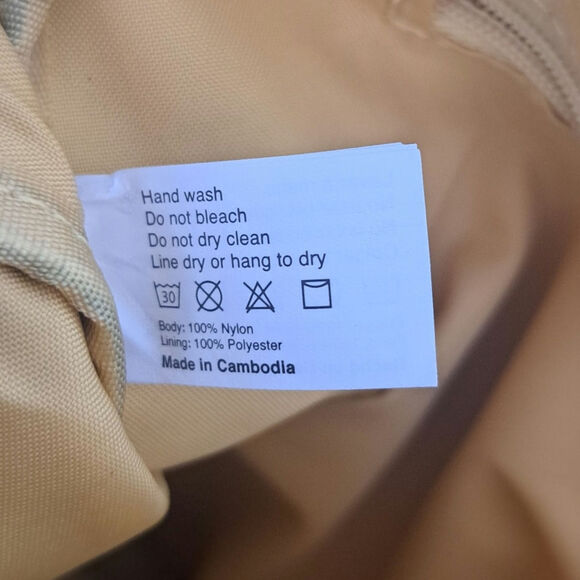 Hand wash
Do not bleach
Do not dry clean
Line dry or hang to dry
30
Body: 100% Nylon
Lining: 100% Polyester
Made in Cambodia